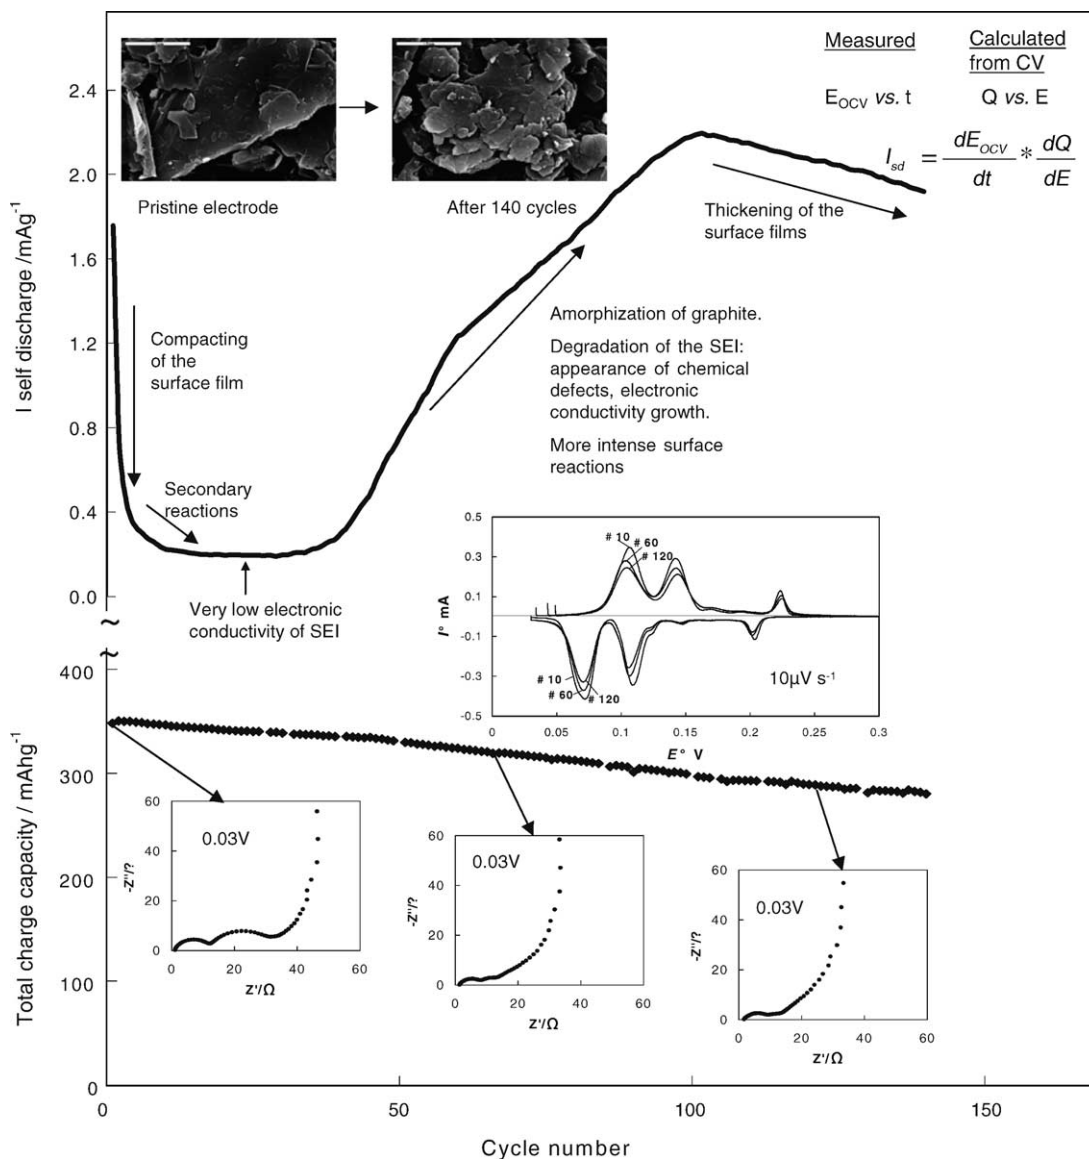 Measured
Calculated
from CV
E_OCV vs. t
Q vs. E
I_sd = dE_OCV/dt * dQ/dE
Pristine electrode
After 140 cycles
Thickening of the
surface films
I self discharge /mAg⁻¹
2.4
2.0
1.6
1.2
0.8
0.4
0.0
~
~
Compacting
of the
surface film
Secondary
reactions
Very low electronic
conductivity of SEI
Amorphization of graphite.
Degradation of the SEI:
appearance of chemical
defects, electronic
conductivity growth.
More intense surface
reactions
0.5
0.3
0.1
-0.1
-0.3
-0.5
I° mA
# 10
# 60
# 120
# 10
# 60
# 120
10µV s⁻¹
0
0.05
0.1
0.15
0.2
0.25
0.3
E° V
Total charge capacity / mAhg⁻¹
400
300
200
100
0
60
40
20
0
-Z''/?
0.03V
0
20
40
60
Z'/Ω
60
40
20
0
-Z''/?
0.03V
0
20
40
60
Z'/Ω
60
40
20
0
-Z''/?
0.03V
0
20
40
60
Z'/Ω
0
50
100
150
Cycle number